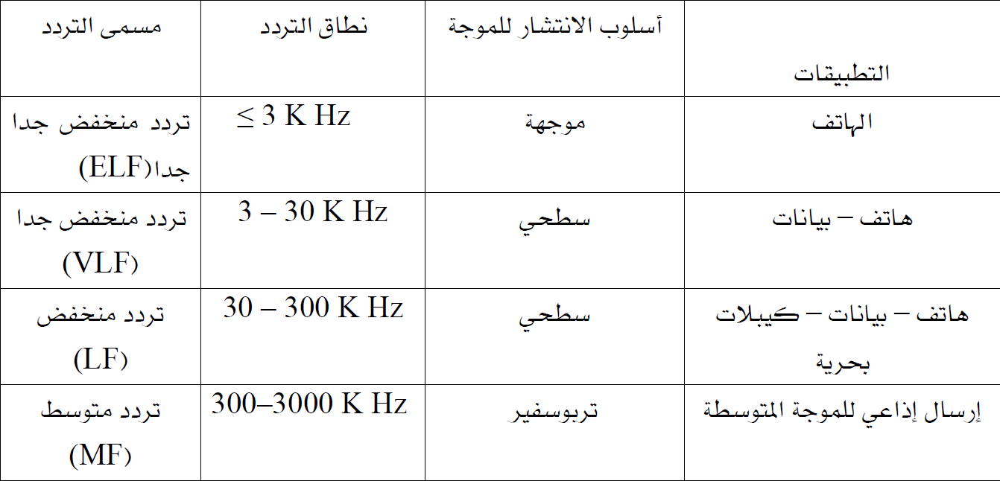 مسمى التردد
نطاق التردد
أسلوب الانتشار للموجة
التطبيقات
تردد منخفض جدا
جدا(ELF)
≤ 3 K Hz
موجهة
الهاتف
تردد منخفض جدا
(VLF)
3 – 30 K Hz
سطحي
هاتف – بيانات
تردد منخفض
(LF)
30 – 300 K Hz
سطحي
هاتف – بيانات – كيبلات
بحرية
تردد متوسط
(MF)
300–3000 K Hz
تربوسفير
إرسال إذاعي للموجة المتوسطة